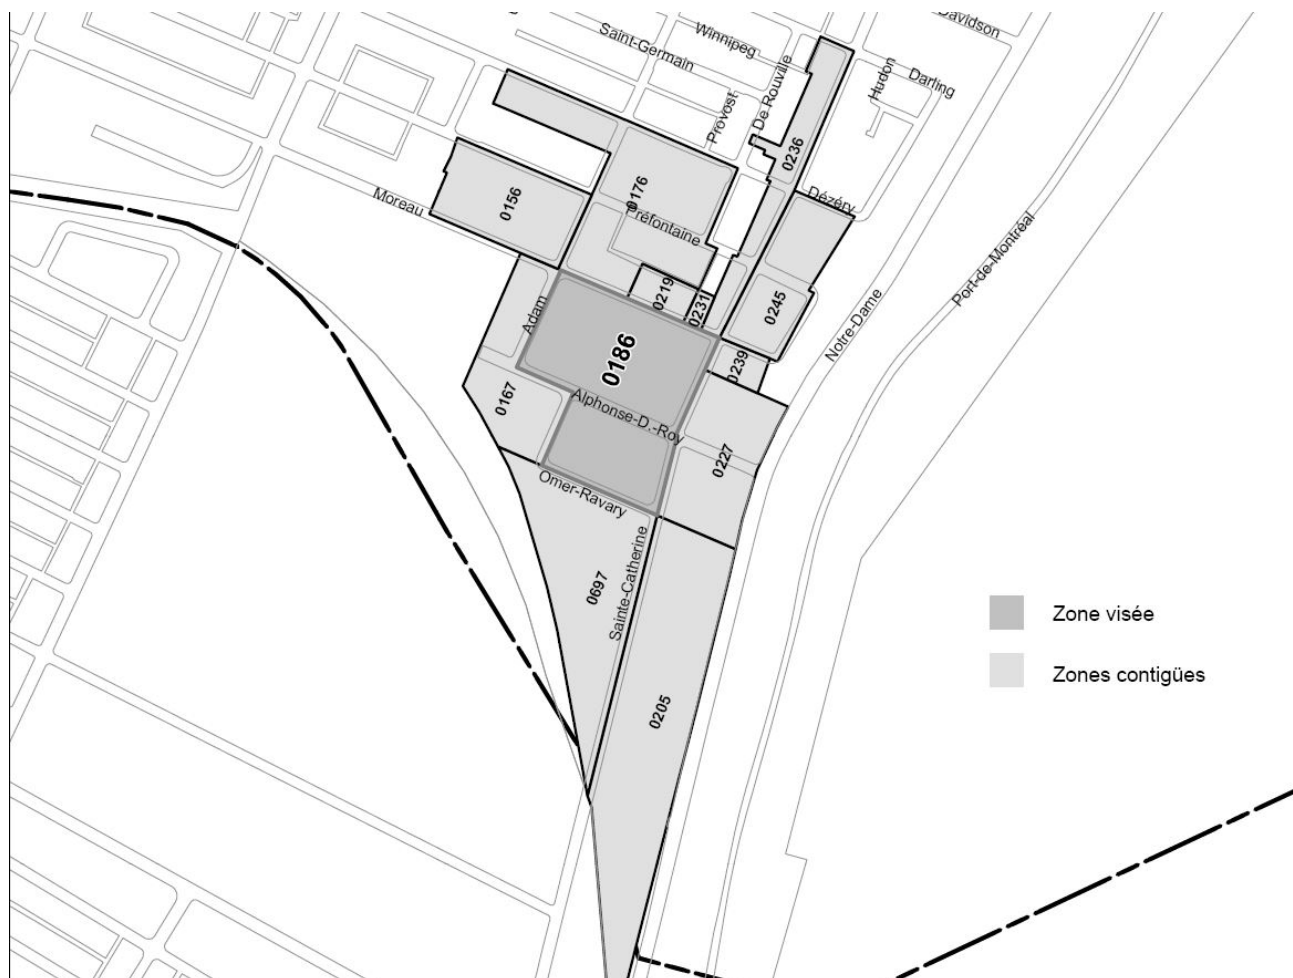 Davidson
Winnipeg
Saint-Germain
Darling
Hudon
De Rouville
Provost
0236
Dézéry
0176
0156
Moreau
Préfontaine
Port-de-Montréal
0219
0231
0245
Adam
Notre-Dame
0186
0239
0167
Alphonse-D.-Roy
0227
Omer-Ravary
0697
Sainte-Catherine
0205
Zone visée
Zones contigües